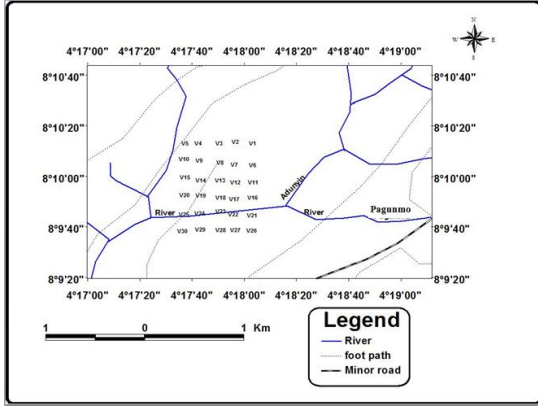 N
W E
S
4°17'00" 4°17'20" 4°17'40" 4°18'00" 4°18'20" 4°18'40" 4°19'00"
8°10'40" 8°10'40"
8°10'20" 8°10'20"
V5 V4 V3 V2 V1
V10 V9 V8 V7 V6
8°10'00" 8°10'00"
V15 V14 V13 V12 V11
V20 V19 V18 V17 V16
Adunyin
River V25 V24 V23 V22 V21 River Pagunmo
8°9'40" 8°9'40"
V30 V29 V28 V27 V26
8°9'20" 8°9'20"
4°17'00" 4°17'20" 4°17'40" 4°18'00" 4°18'20" 4°18'40" 4°19'00"
1 0 1 Km
Legend
River
foot path
Minor road